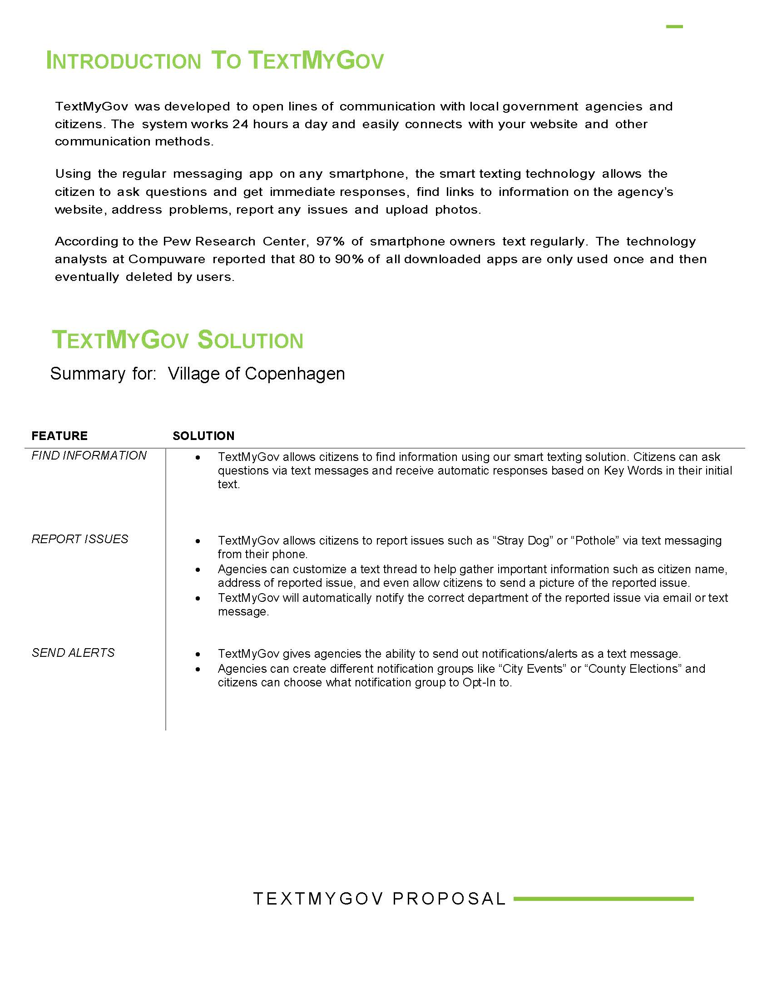 INTRODUCTION TO TEXTMYGOV
TextMyGov was developed to open lines of communication with local government agencies and
citizens. The system works 24 hours a day and easily connects with your website and other
communication methods.
Using the regular messaging app on any smartphone, the smart texting technology allows the
citizen to ask questions and get immediate responses, find links to information on the agency’s
website, address problems, report any issues and upload photos.
According to the Pew Research Center, 97% of smartphone owners text regularly. The technology
analysts at Compuware reported that 80 to 90% of all downloaded apps are only used once and then
eventually deleted by users.
TEXTMYGOV SOLUTION
Summary for: Village of Copenhagen
FEATURE SOLUTION
FIND INFORMATION • TextMyGov allows citizens to find information using our smart texting solution. Citizens can ask
questions via text messages and receive automatic responses based on Key Words in their initial
text.
REPORT ISSUES • TextMyGov allows citizens to report issues such as “Stray Dog” or “Pothole” via text messaging
from their phone.
• Agencies can customize a text thread to help gather important information such as citizen name,
address of reported issue, and even allow citizens to send a picture of the reported issue.
• TextMyGov will automatically notify the correct department of the reported issue via email or text
message.
SEND ALERTS • TextMyGov gives agencies the ability to send out notifications/alerts as a text message.
• Agencies can create different notification groups like “City Events” or “County Elections” and
citizens can choose what notification group to Opt-In to.
TEXTMYGOV PROPOSAL